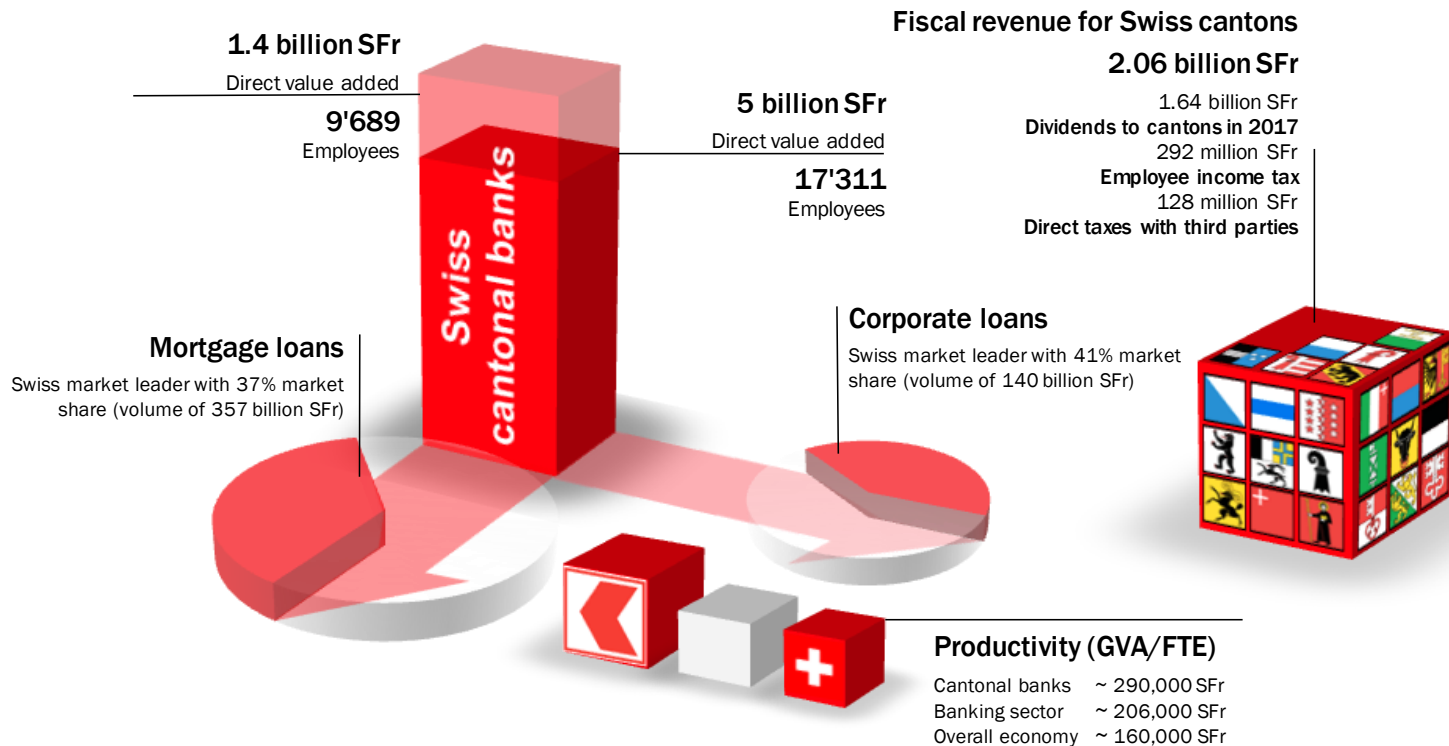 1.4 billion SFr
Direct value added
9'689
Employees
5 billion SFr
Direct value added
17'311
Employees
Fiscal revenue for Swiss cantons
2.06 billion SFr
1.64 billion SFr
Dividends to cantons in 2017
292 million SFr
Employee income tax
128 million SFr
Direct taxes with third parties
Swiss
cantonal banks
Mortgage loans
Swiss market leader with 37% market
share (volume of 357 billion SFr)
Corporate loans
Swiss market leader with 41% market
share (volume of 140 billion SFr)
Productivity (GVA/FTE)
Cantonal banks ~ 290,000 SFr
Banking sector ~ 206,000 SFr
Overall economy ~ 160,000 SFr